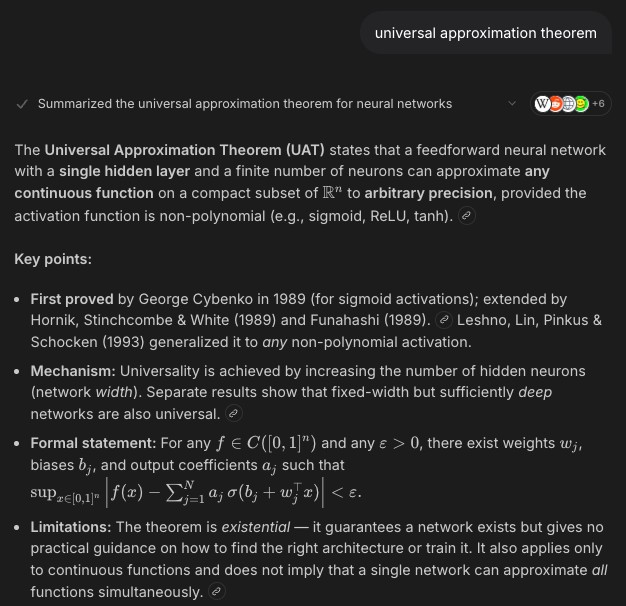 universal approximation theorem
Summarized the universal approximation theorem for neural networks
W +6
The Universal Approximation Theorem (UAT) states that a feedforward neural network
with a single hidden layer and a finite number of neurons can approximate any
continuous function on a compact subset of ℝⁿ to arbitrary precision, provided the
activation function is non-polynomial (e.g., sigmoid, ReLU, tanh).
Key points:
• First proved by George Cybenko in 1989 (for sigmoid activations); extended by
Hornik, Stinchcombe & White (1989) and Funahashi (1989). Leshno, Lin, Pinkus &
Schocken (1993) generalized it to any non-polynomial activation.
• Mechanism: Universality is achieved by increasing the number of hidden neurons
(network width). Separate results show that fixed-width but sufficiently deep
networks are also universal.
• Formal statement: For any f ∈ C([0, 1]ⁿ) and any ε > 0, there exist weights wⱼ,
biases bⱼ, and output coefficients aⱼ such that
sup_{x∈[0,1]ⁿ} |f(x) − ∑_{j=1}^{N} aⱼ σ(bⱼ + wⱼ^⊤ x)| < ε.
• Limitations: The theorem is existential — it guarantees a network exists but gives no
practical guidance on how to find the right architecture or train it. It also applies only
to continuous functions and does not imply that a single network can approximate all
functions simultaneously.